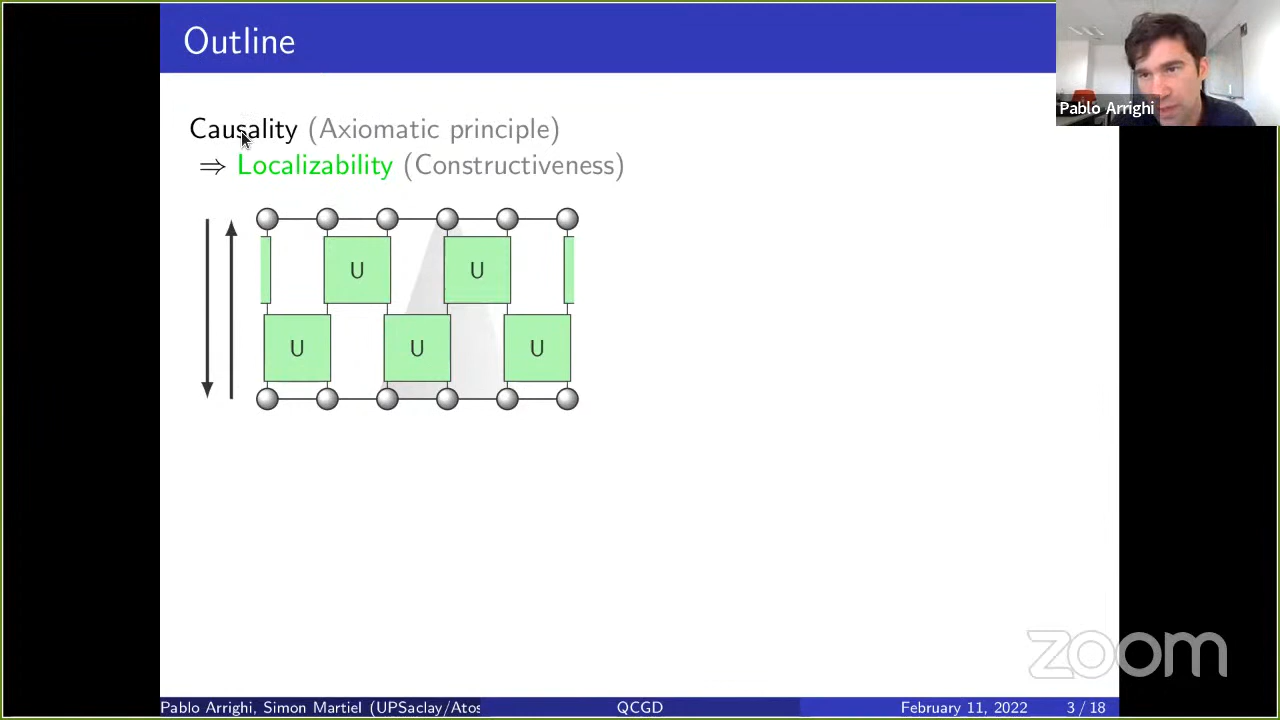 Outline
Pablo Arrighi
Causality (Axiomatic principle)
⇒ Localizability (Constructiveness)
U U
U U U
zoom
Pablo Arrighi, Simon Martiel (UPSaclay/Atos QCGD February 11, 2022 3 / 18